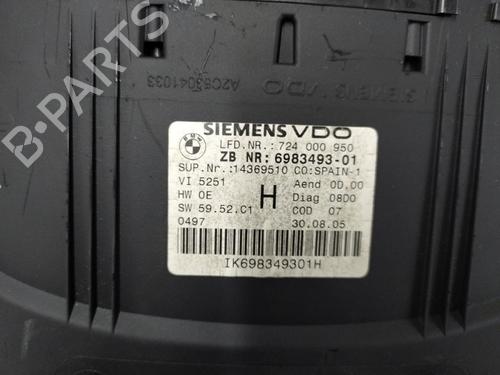 B-PARTS
A2C53041033
SIEMENS VDO
SIEMENS VDO
BMW
LFD.NR.:724 000 950
ZB NR:6983493-01
SUP.Nr.:14369510 CO:SPAIN-1
VI 5251 H Aend 0D.00
HW 0E Diag 08D0
SW 59.52.C1 COD 07
0497 30.08.05
IK698349301H